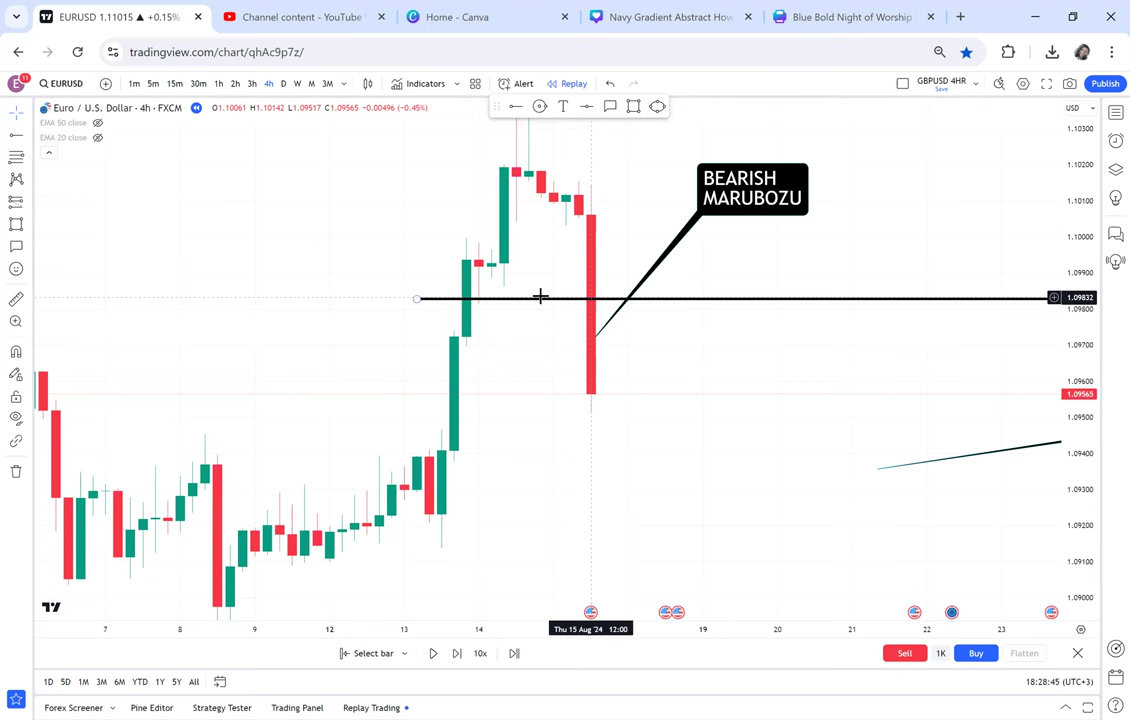 EURUSD 1.11015 ▲ +0.15%
Channel content - YouTube
Home - Canva
Navy Gradient Abstract How
Blue Bold Night of Worship
tradingview.com/chart/qhAc9p7z/
E 11
EURUSD
1m 5m 15m 30m 1h 2h 3h 4h D W M 3M
Indicators
Alert
Replay
GBPUSD 4HR
Save
Publish
Euro / U.S. Dollar · 4h · FXCM
O1.10061 H1.10142 L1.09517 C1.09565 −0.00496 (−0.45%)
USD
EMA 50 close
EMA 20 close
BEARISH
MARUBOZU
1.10300
1.10200
1.10100
1.10000
1.09900
1.09832
1.09800
1.09700
1.09600
1.09565
1.09500
1.09400
1.09300
1.09200
1.09100
1.09000
7 8 9 12 13 14 Thu 15 Aug '24 12:00 19 20 21 22 23
Select bar
10x
Sell
1K
Buy
Flatten
1D 5D 1M 3M 6M YTD 1Y 5Y All
18:28:45 (UTC+3)
Forex Screener
Pine Editor
Strategy Tester
Trading Panel
Replay Trading